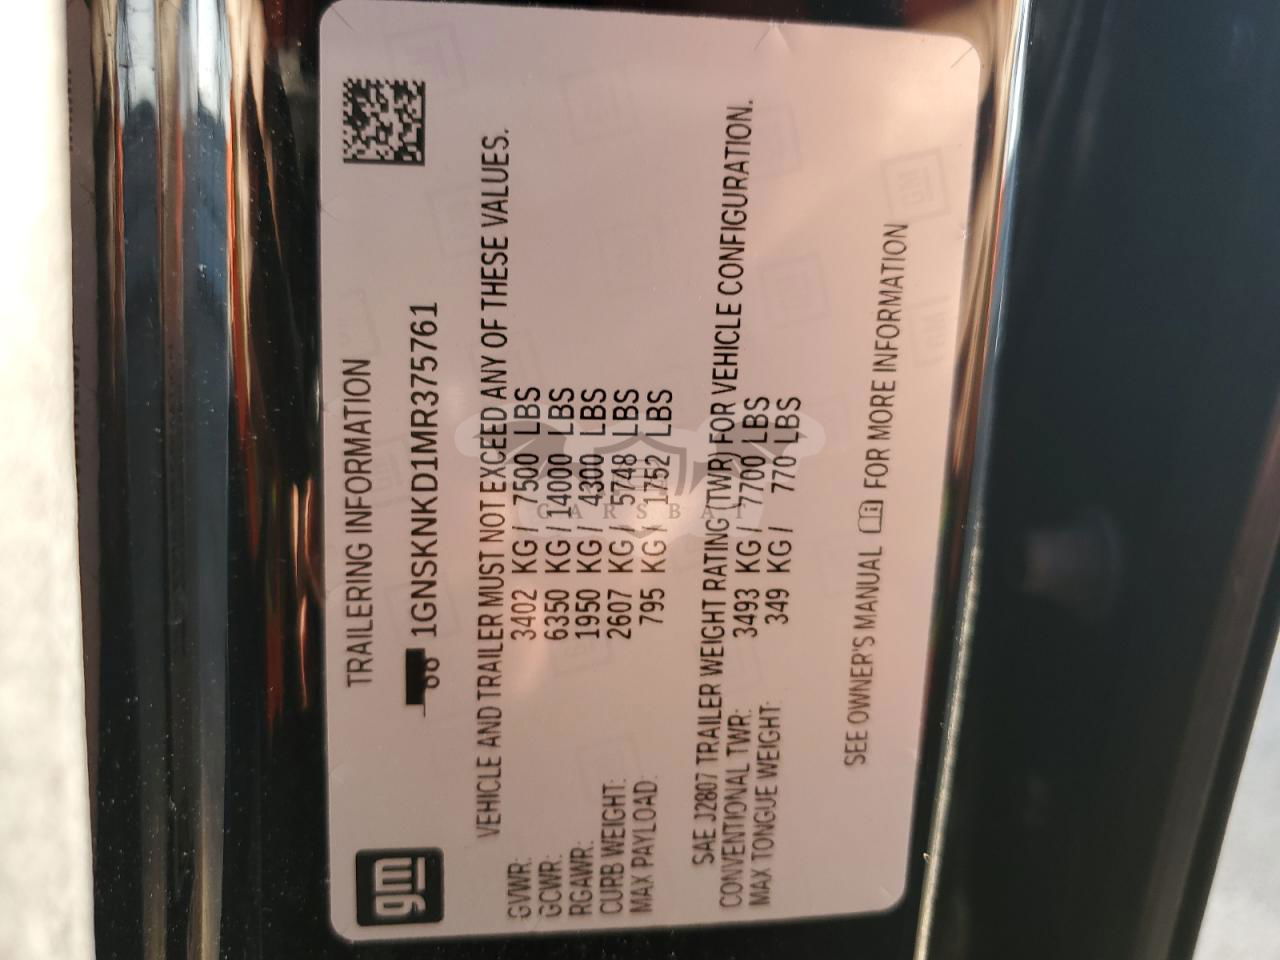 TRAILERING INFORMATION
1GNSKNKD1MR375761
VEHICLE AND TRAILER MUST NOT EXCEED ANY OF THESE VALUES.
GVWR: 3402 KG / 7500 LBS
GCWR: 6350 KG / 14000 LBS
RGAWR: 1950 KG / 4300 LBS
CURB WEIGHT: 2607 KG / 5748 LBS
MAX PAYLOAD: 795 KG / 1752 LBS
SAE J2807 TRAILER WEIGHT RATING (TWR) FOR VEHICLE CONFIGURATION.
CONVENTIONAL TWR: 3493 KG / 7700 LBS
MAX TONGUE WEIGHT: 349 KG / 770 LBS
SEE OWNER'S MANUAL FOR MORE INFORMATION
gm
CARSBAT